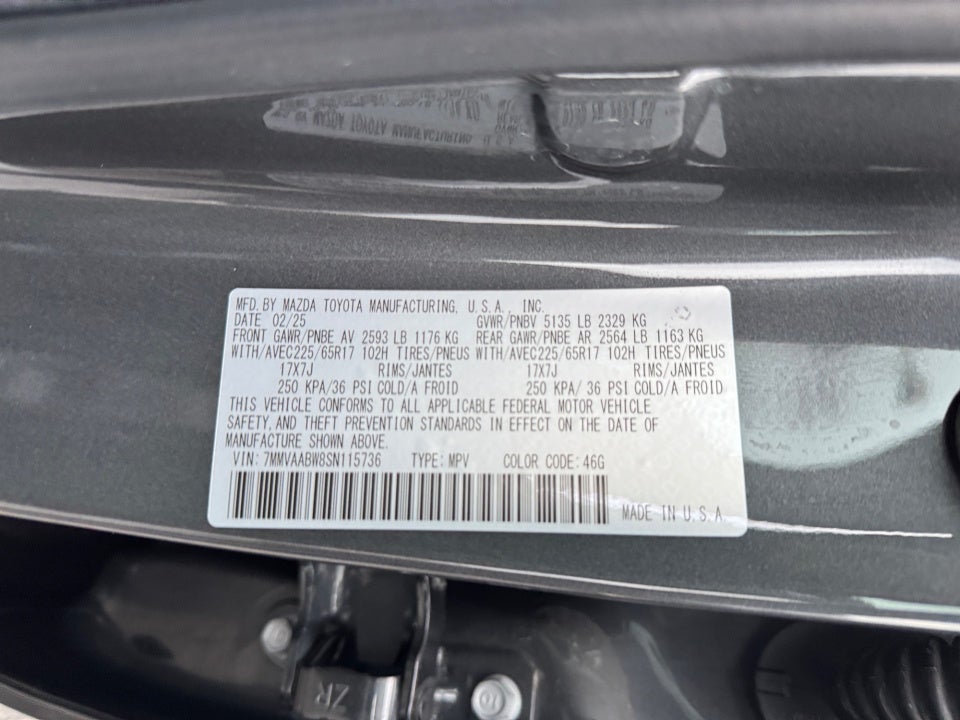 MFD. BY MAZDA TOYOTA MANUFACTURING, U.S.A., INC.
DATE 02/25 GVWR/PNBV 5135 LB 2329 KG
FRONT GAWR/PNBE AV 2593 LB 1176 KG REAR GAWR/PNBE AR 2564 LB 1163 KG
WITH/AVEC225/65R17 102H TIRES/PNEUS WITH/AVEC225/65R17 102H TIRES/PNEUS
17X7J RIMS/JANTES 17X7J RIMS/JANTES
250 KPA/36 PSI COLD/A FROID 250 KPA/ 36 PSI COLD/A FROID
THIS VEHICLE CONFORMS TO ALL APPLICABLE FEDERAL MOTOR VEHICLE
SAFETY, AND THEFT PREVENTION STANDARDS IN EFFECT ON THE DATE OF
MANUFACTURE SHOWN ABOVE.
VIN: 7MMVAABW8SN115736 TYPE: MPV COLOR CODE: 46G
MADE IN U.S.A.
ZR
10